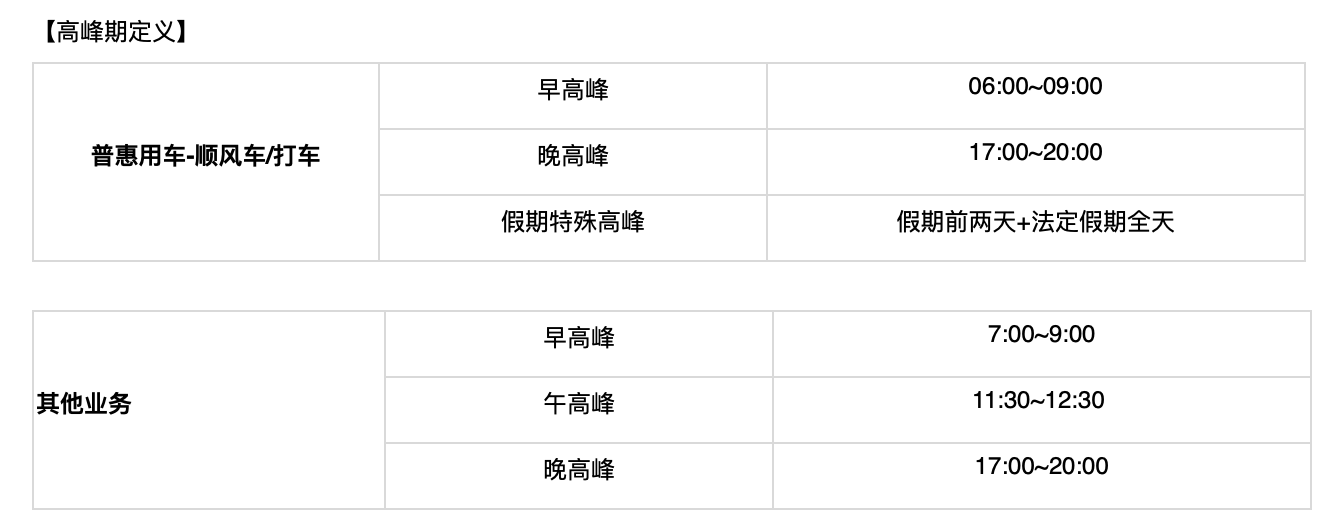 【高峰期定义】
早高峰 06:00~09:00
普惠用车-顺风车/打车
晚高峰 17:00~20:00
假期特殊高峰 假期前两天+法定假期全天
早高峰 7:00~9:00
其他业务
午高峰 11:30~12:30
晚高峰 17:00~20:00